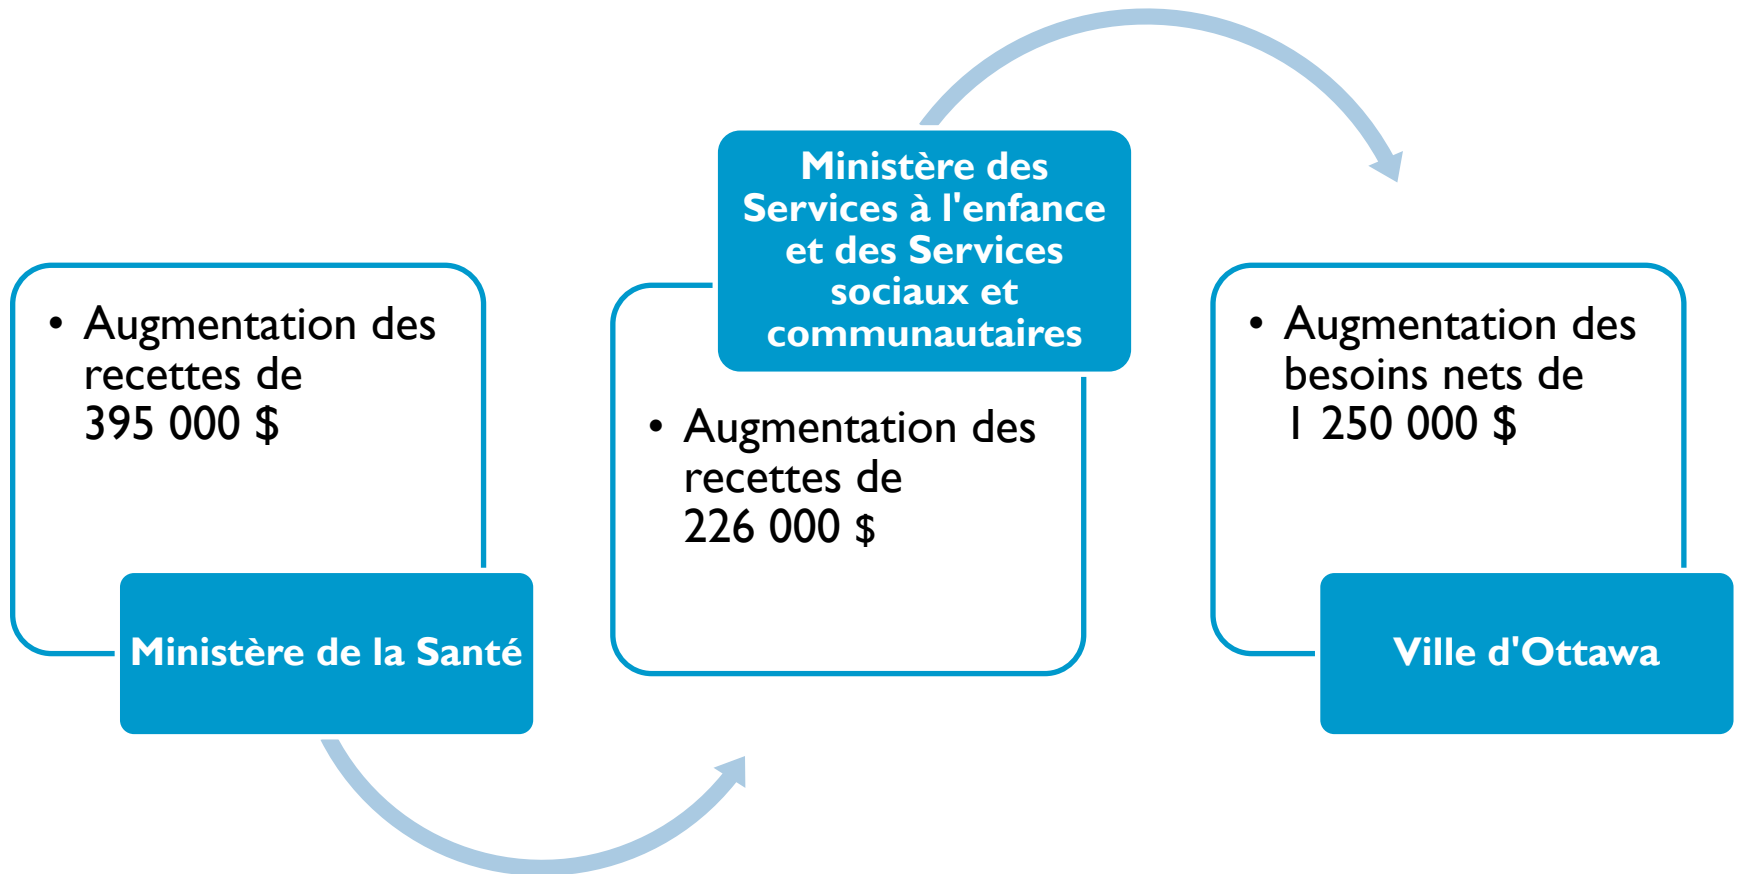 • Augmentation des
recettes de
395 000 $
Ministère de la Santé
Ministère des
Services à l'enfance
et des Services
sociaux et
communautaires
• Augmentation des
recettes de
226 000 $
• Augmentation des
besoins nets de
1 250 000 $
Ville d'Ottawa